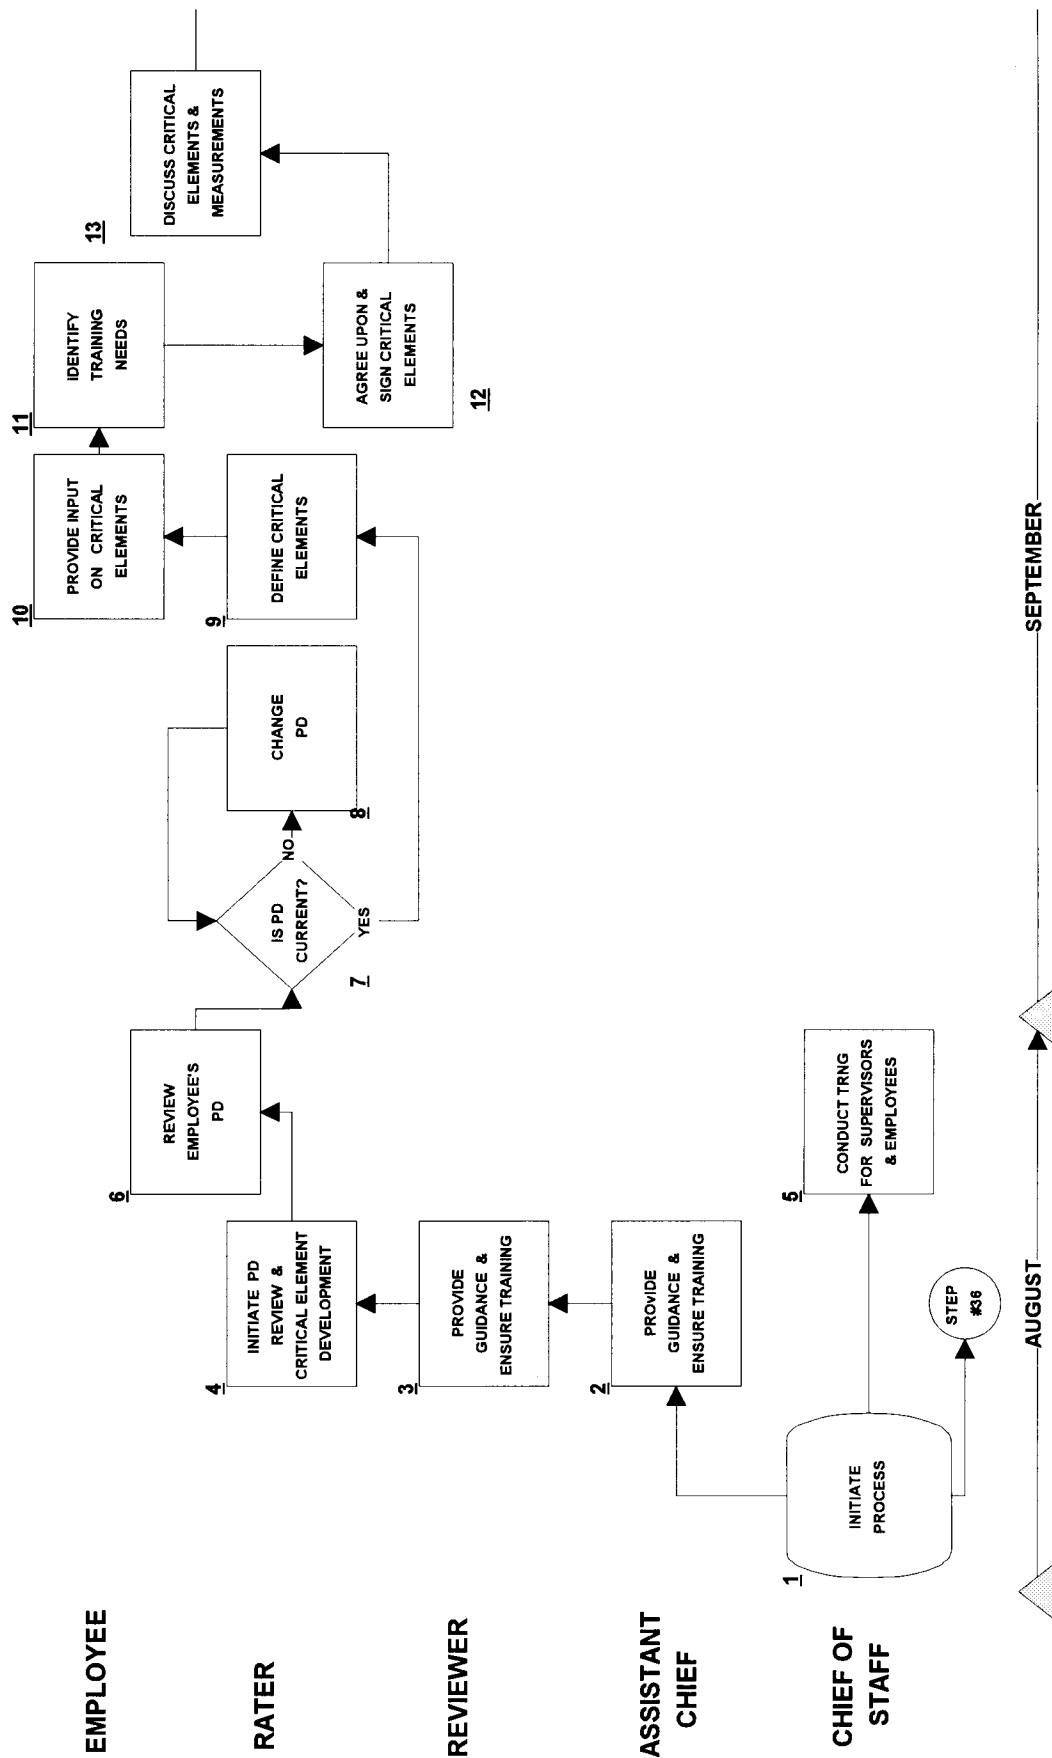 EMPLOYEE
RATER
REVIEWER
ASSISTANT
CHIEF
CHIEF OF
STAFF
1
INITIATE
PROCESS
STEP
#36
2
PROVIDE
GUIDANCE &
ENSURE TRAINING
3
PROVIDE
GUIDANCE &
ENSURE TRAINING
4
INITIATE PD
REVIEW &
CRITICAL ELEMENT
DEVELOPMENT
5
CONDUCT TRNG
FOR SUPERVISORS
& EMPLOYEES
6
REVIEW
EMPLOYEE'S
PD
7
IS PD
CURRENT?
NO
YES
8
CHANGE
PD
9
DEFINE CRITICAL
ELEMENTS
10
PROVIDE INPUT
ON CRITICAL
ELEMENTS
11
IDENTIFY
TRAINING
NEEDS
12
AGREE UPON &
SIGN CRITICAL
ELEMENTS
13
DISCUSS CRITICAL
ELEMENTS &
MEASUREMENTS
AUGUST
SEPTEMBER